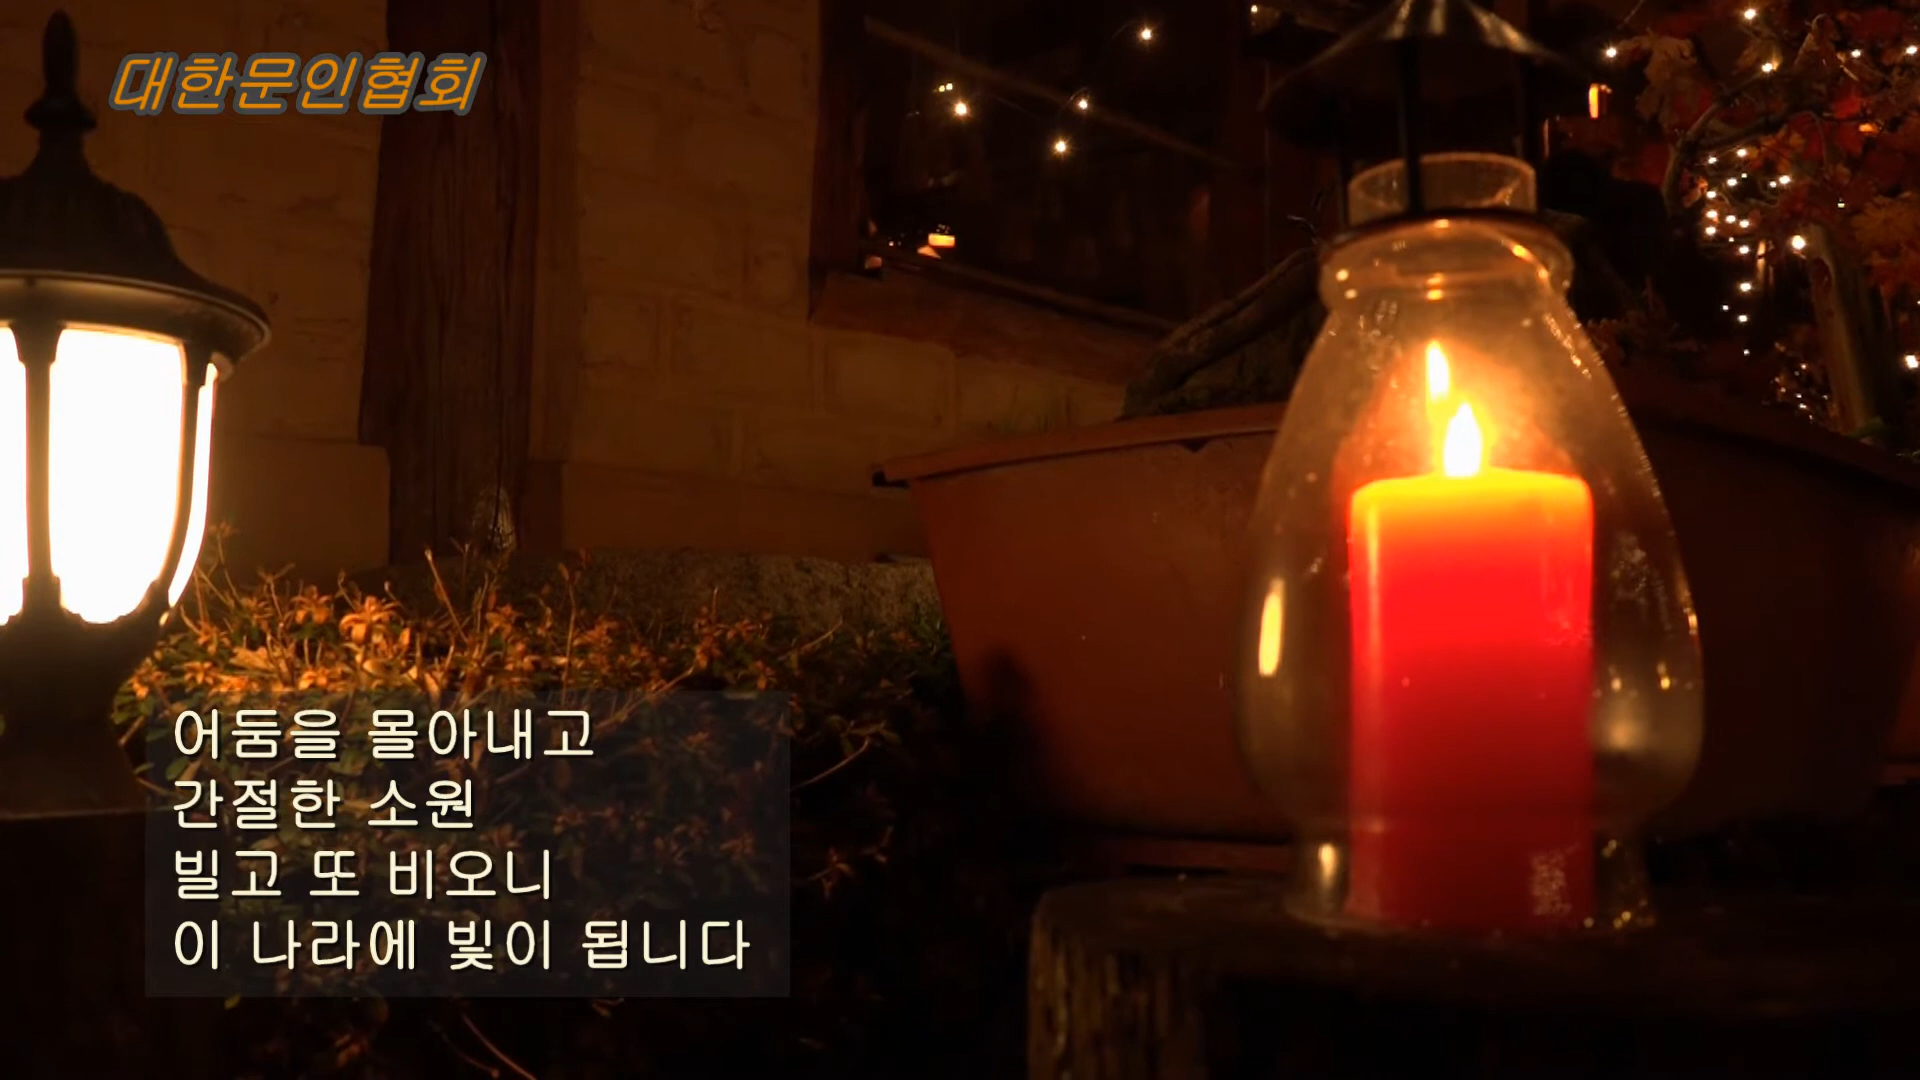 대한문인협회
어둠을 몰아내고
간절한 소원
빌고 또 비오니
이 나라에 빛이 됩니다